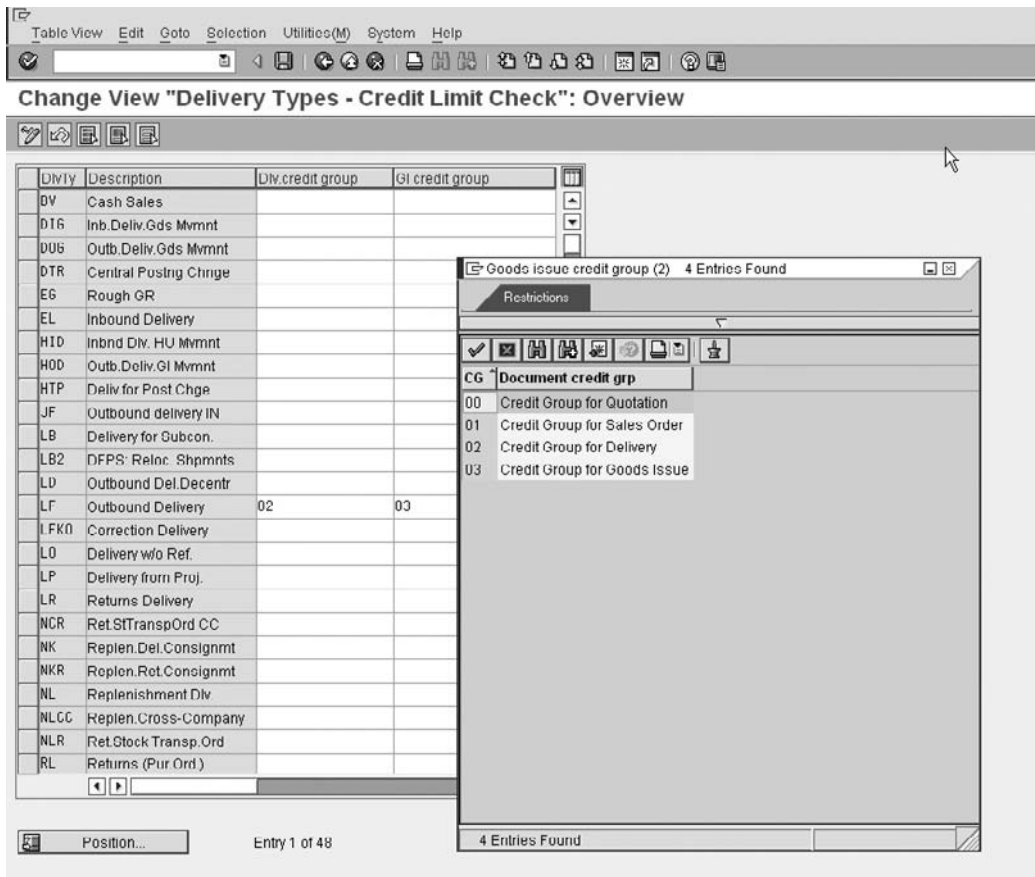 Table View Edit Goto Selection Utilities(M) System Help
Change View "Delivery Types - Credit Limit Check": Overview
DlvTy Description Dlv.credit group GI credit group
BV Cash Sales
DIG Inb.Deliv.Gds Mvmnt
DOG Outb.Deliv.Gds Mvmnt
DTR Central Postng Chnge
EG Rough GR
EL Inbound Delivery
HID Inbnd Dlv. HU Mvmnt
HOD Outb.Deliv.GI Mvmnt
HTP Deliv for Post Chge
JF Outbound delivery IN
LB Delivery for Subcon.
LB2 DFPS: Reloc. Shpmnts
LD Outbound Del.Decentr
LF Outbound Delivery 02 03
LFKO Correction Delivery
LO Delivery w/o Ref.
LP Delivery from Proj.
LR Returns Delivery
NCR Ret.StTranspOrd CC
NK Replen.Del.Consignmt
NKR Replen.Ret.Consignmt
NL Replenishment Dlv.
NLCC Replen.Cross-Company
NLR Ret.Stock Transp.Ord
RL Returns (Pur.Ord.)
Position... Entry 1 of 48
Goods issue credit group (2) 4 Entries Found
Restrictions
CG Document credit grp
00 Credit Group for Quotation
01 Credit Group for Sales Order
02 Credit Group for Delivery
03 Credit Group for Goods Issue
4 Entries Found